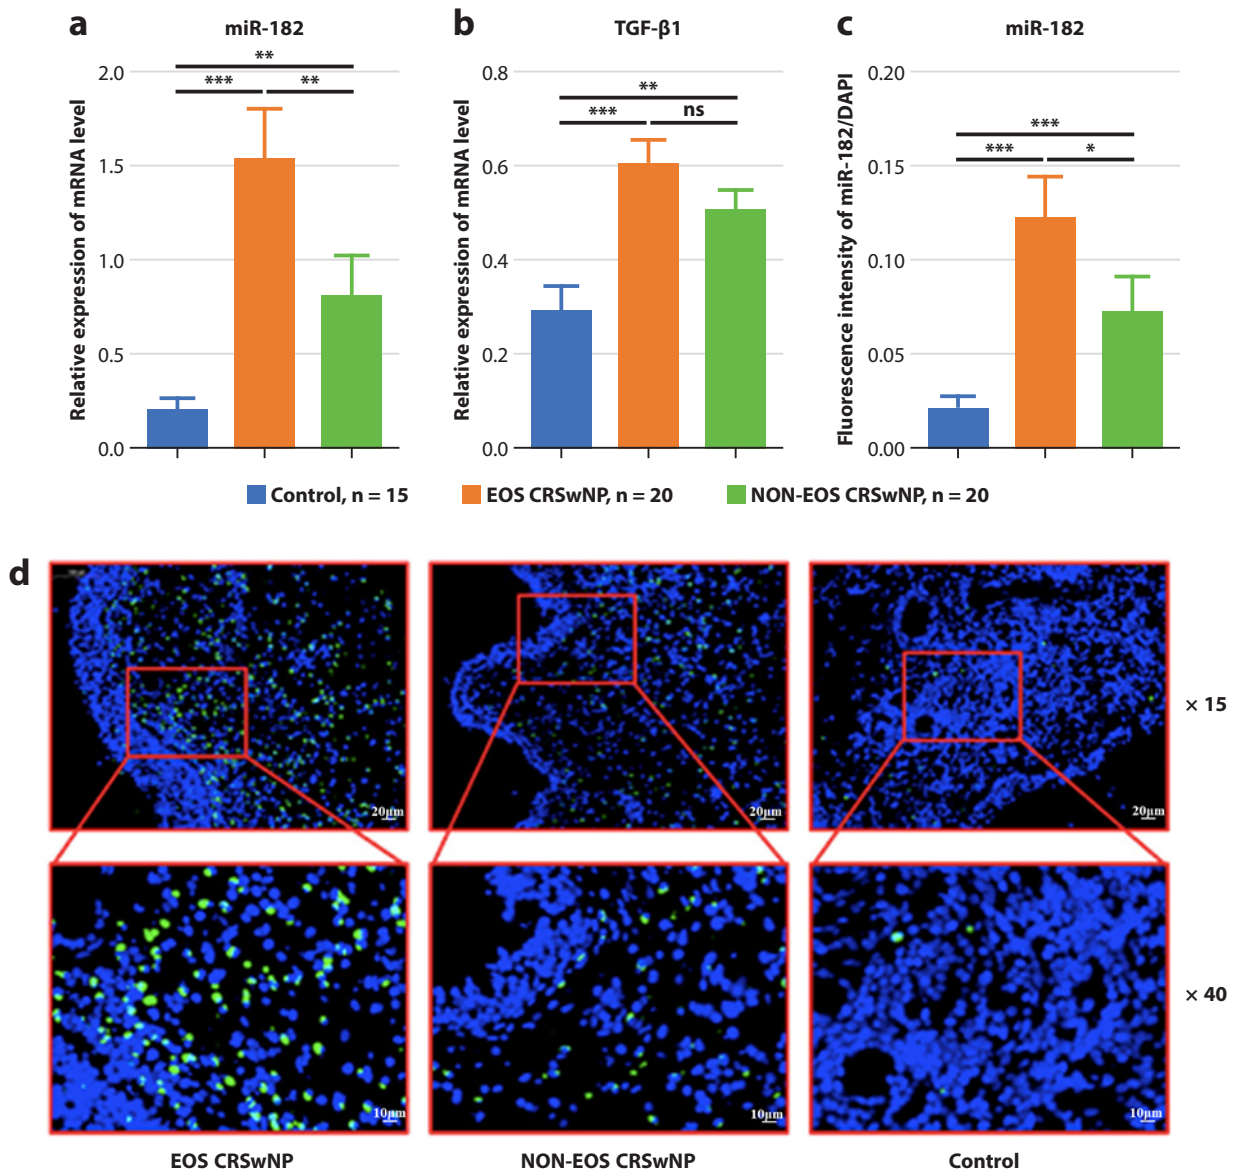 a
miR-182
Relative expression of mRNA level
2.0
1.5
1.0
0.5
0.0
**
***
**
b
TGF-β1
Relative expression of mRNA level
0.8
0.6
0.4
0.2
0.0
**
***
ns
c
miR-182
Fluorescence intensity of miR-182/DAPI
0.20
0.15
0.10
0.05
0.00
***
***
*
Control, n = 15
EOS CRSwNP, n = 20
NON-EOS CRSwNP, n = 20
d
20μm
20μm
20μm
× 15
10μm
10μm
10μm
× 40
EOS CRSwNP
NON-EOS CRSwNP
Control